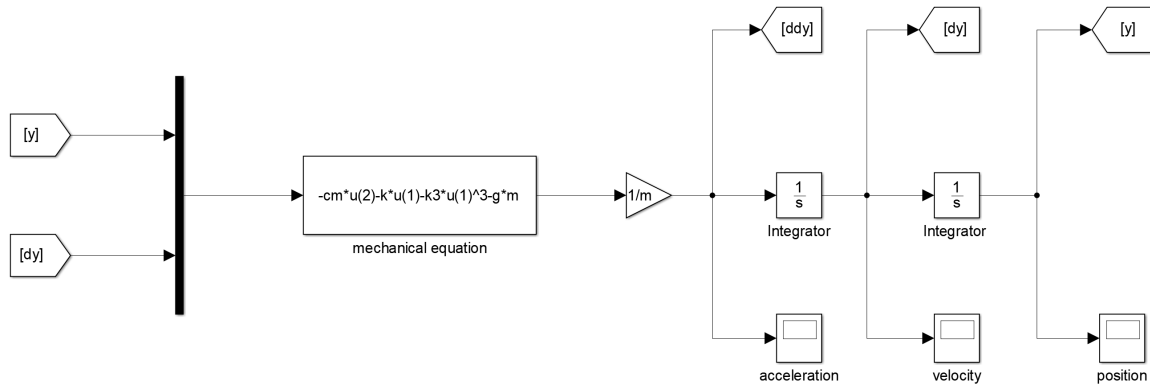 [ddy]
[dy]
[y]
[y]
-cm*u(2)-k*u(1)-k3*u(1)^3-g*m
1/m
1
s
1
s
mechanical equation
Integrator
Integrator
[dy]
acceleration
velocity
position